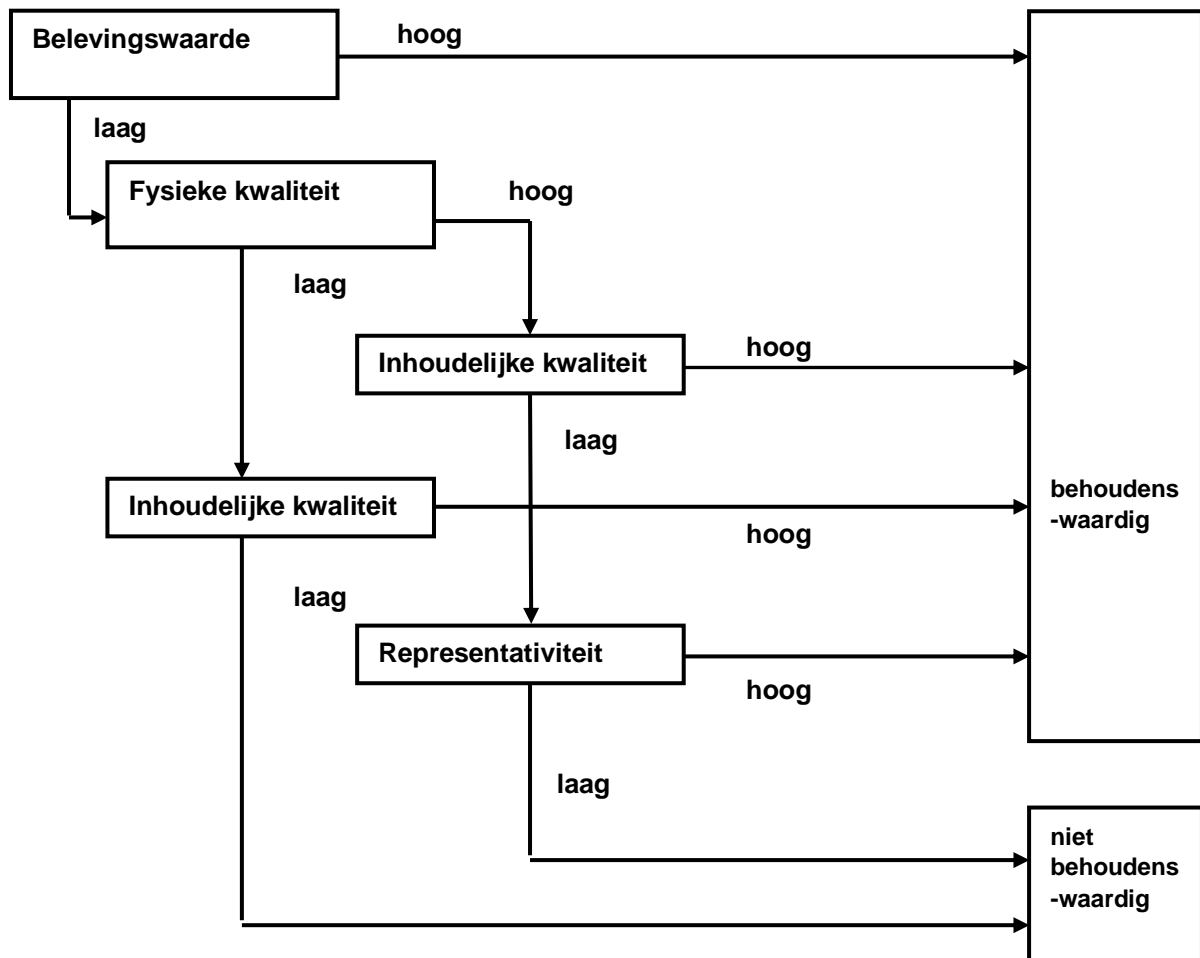 Belevingswaarde
hoog
laag
Fysieke kwaliteit
hoog
laag
Inhoudelijke kwaliteit
hoog
laag
Inhoudelijke kwaliteit
hoog
behoudens
-waardig
laag
Representativiteit
hoog
laag
niet
behoudens
-waardig